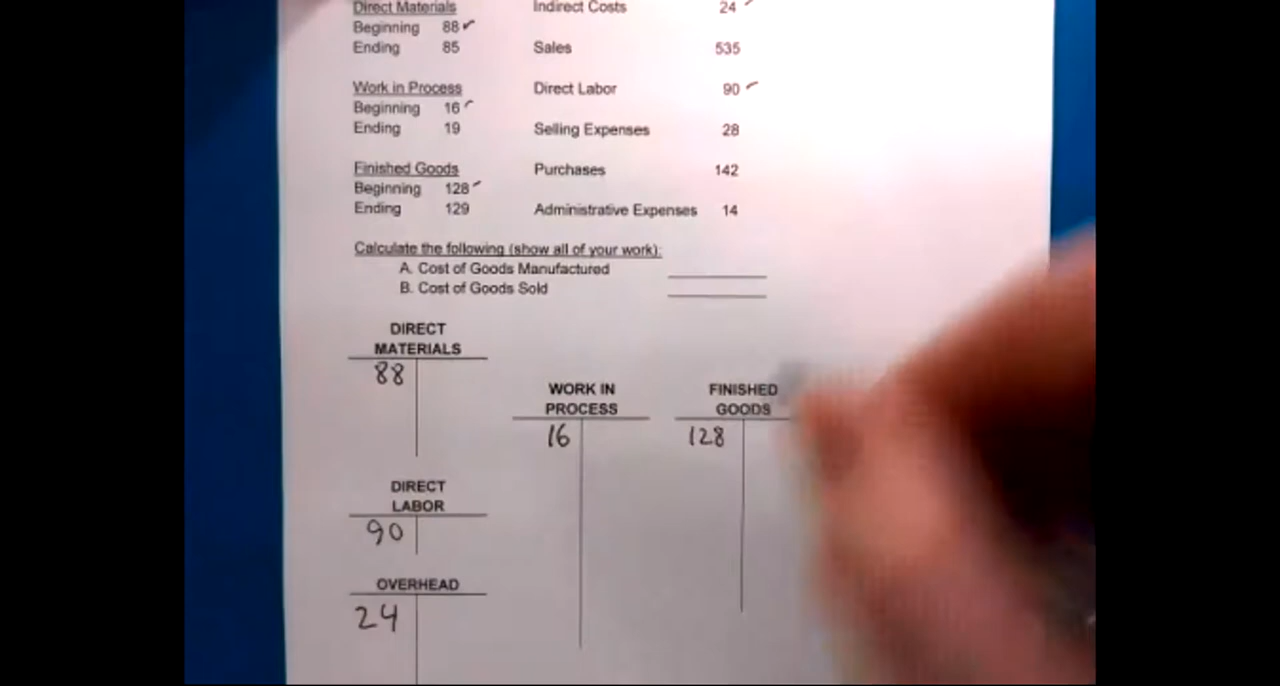 Direct Materials Indirect Costs 24
Beginning 88
Ending 85 Sales 535
Work in Process Direct Labor 90
Beginning 16
Ending 19 Selling Expenses 28
Finished Goods Purchases 142
Beginning 128
Ending 129 Administrative Expenses 14
Calculate the following (show all of your work):
A. Cost of Goods Manufactured
B. Cost of Goods Sold
DIRECT
MATERIALS
88
WORK IN
PROCESS
16
FINISHED
GOODS
128
DIRECT
LABOR
90
OVERHEAD
24